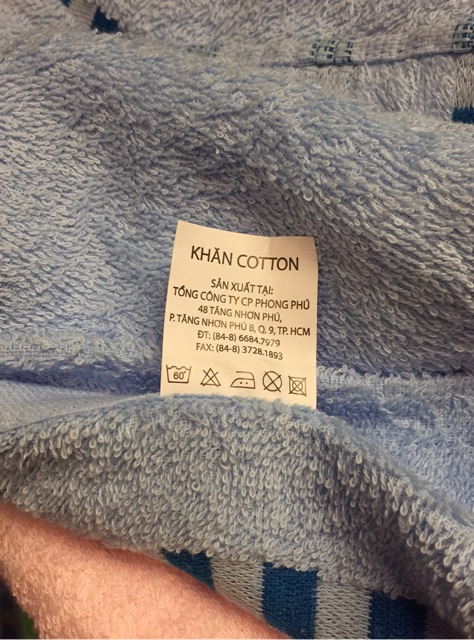 KHĂN COTTON
SẢN XUẤT TẠI:
TỔNG CÔNG TY CP PHONG PHÚ
48 TĂNG NHƠN PHÚ,
P. TĂNG NHƠN PHÚ B, Q. 9, TP. HCM
ĐT: (84-8) 6684.7979
FAX: (84-8) 3728.1893
60°